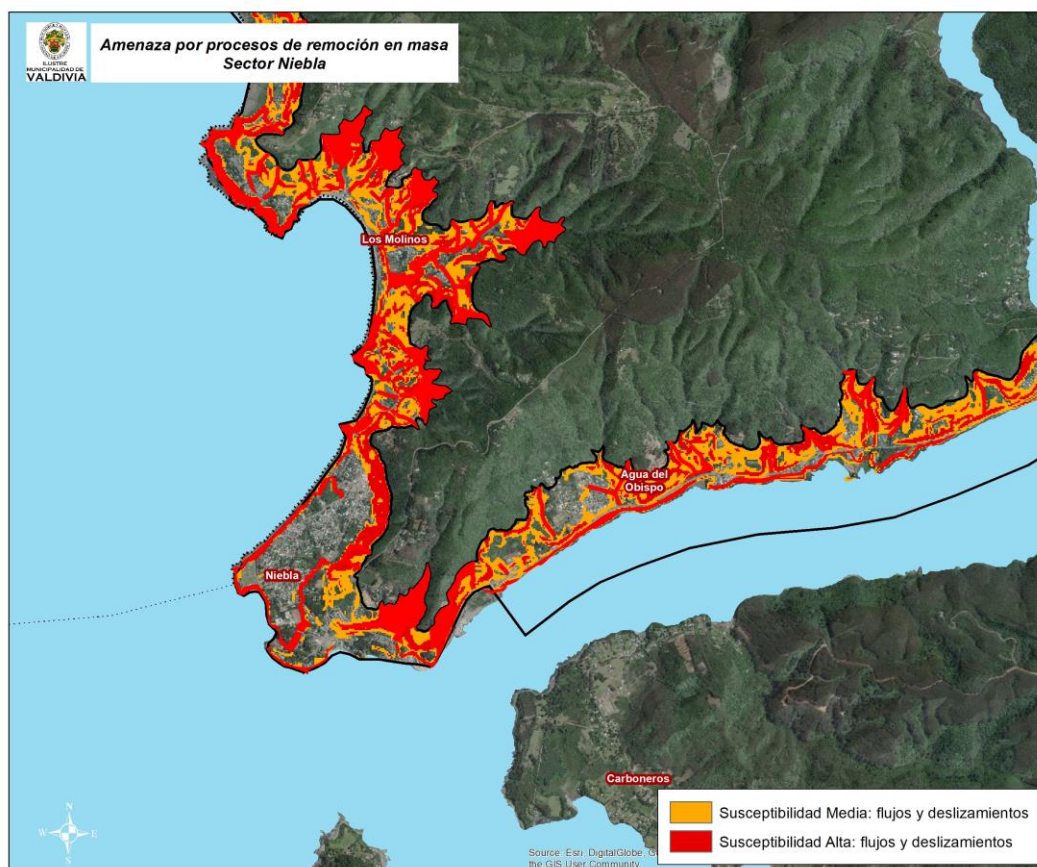 ILUSTRE
MUNICIPALIDAD DE
VALDIVIA
Amenaza por procesos de remoción en masa
Sector Niebla
Los Molinos
Agua del
Obispo
Niebla
Carboneros
N
W E
S
Susceptibilidad Media: flujos y deslizamientos
Susceptibilidad Alta: flujos y deslizamientos
Source: Esri, DigitalGlobe,
the GIS User Community